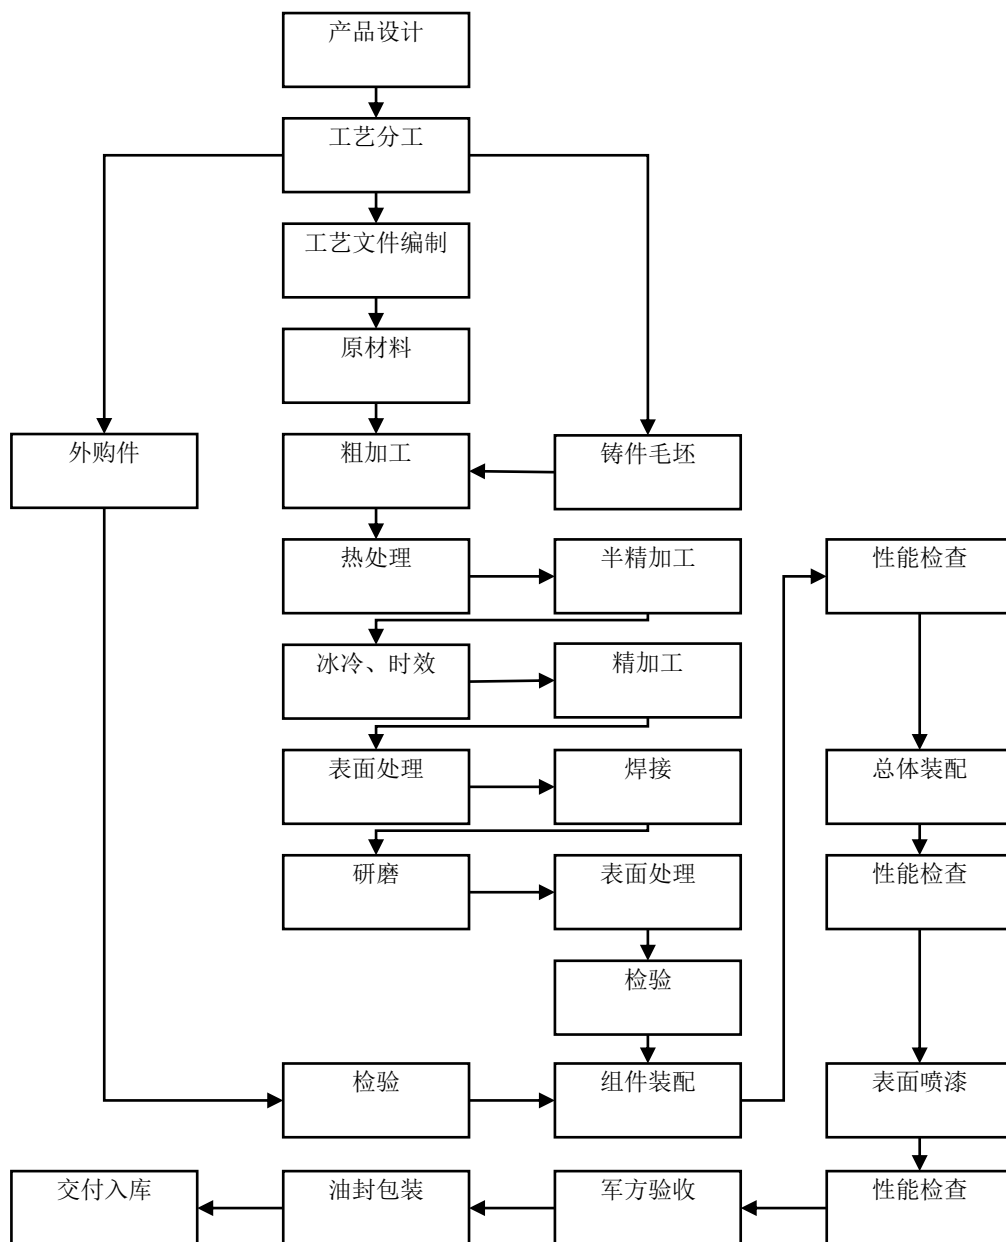 产品设计
工艺分工
工艺文件编制
原材料
外购件
粗加工
铸件毛坯
热处理
半精加工
性能检查
冰冷、时效
精加工
表面处理
焊接
总体装配
研磨
表面处理
性能检查
检验
检验
组件装配
表面喷漆
交付入库
油封包装
军方验收
性能检查